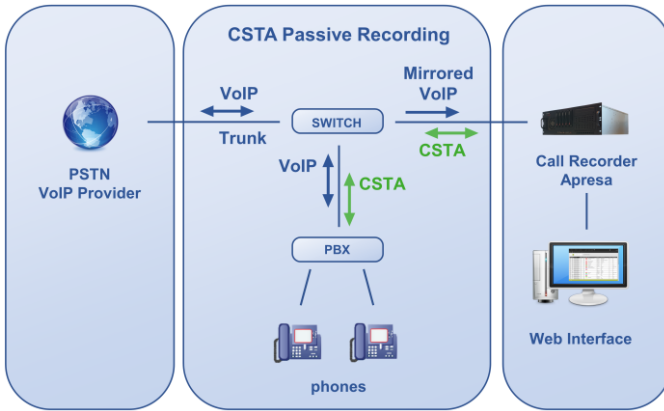 CSTA Passive Recording
PSTN
VoIP Provider
VoIP
Trunk
SWITCH
Mirrored
VoIP
CSTA
VoIP
CSTA
PBX
phones
Call Recorder
Apresa
Web Interface